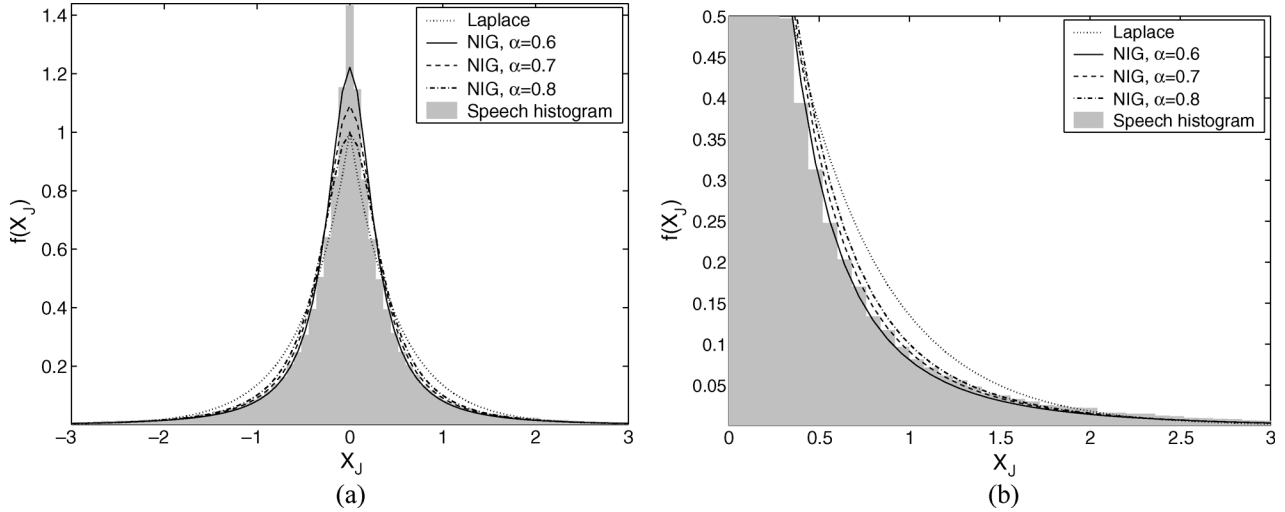 1.4
1.2
1
0.8
0.6
0.4
0.2
f(X_J)
−3
−2
−1
0
1
2
3
X_J
Laplace
NIG, α=0.6
NIG, α=0.7
NIG, α=0.8
Speech histogram
(a)
0.5
0.45
0.4
0.35
0.3
0.25
0.2
0.15
0.1
0.05
f(X_J)
0
0.5
1
1.5
2
2.5
3
X_J
Laplace
NIG, α=0.6
NIG, α=0.7
NIG, α=0.8
Speech histogram
(b)